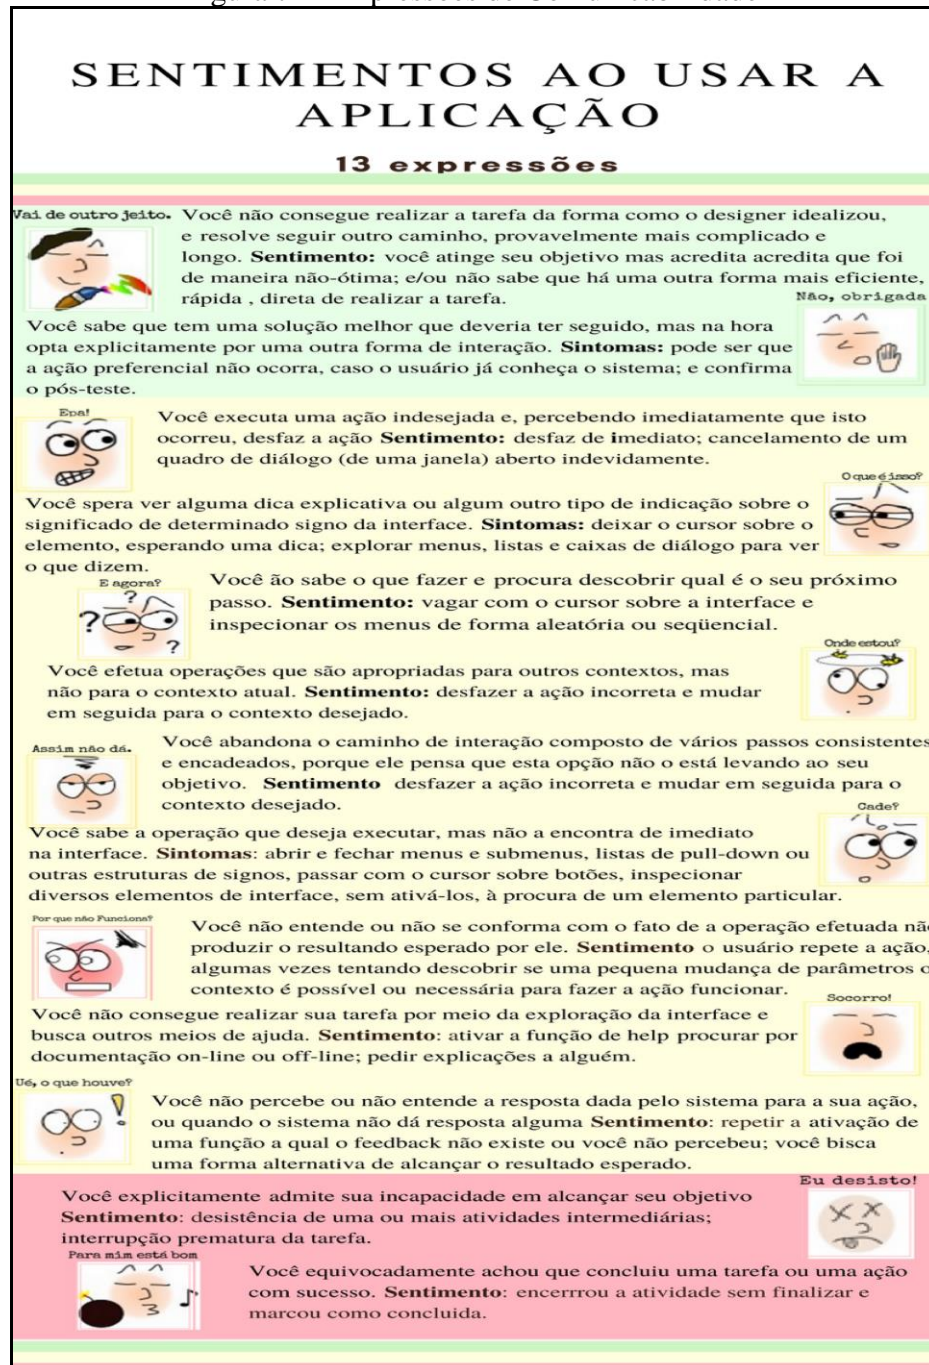 SENTIMENTOS AO USAR A
APLICAÇÃO
13 expressões
Vai de outro jeito.
Você não consegue realizar a tarefa da forma como o designer idealizou,
e resolve seguir outro caminho, provavelmente mais complicado e
longo. Sentimento: você atinge seu objetivo mas acredita acredita que foi
de maneira não-ótima; e/ou não sabe que há uma outra forma mais eficiente,
rápida , direta de realizar a tarefa.
Não, obrigada
Você sabe que tem uma solução melhor que deveria ter seguido, mas na hora
opta explicitamente por uma outra forma de interação. Sintomas: pode ser que
a ação preferencial não ocorra, caso o usuário já conheça o sistema; e confirma
o pós-teste.
Epa!
Você executa uma ação indesejada e, percebendo imediatamente que isto
ocorreu, desfaz a ação Sentimento: desfaz de imediato; cancelamento de um
quadro de diálogo (de uma janela) aberto indevidamente.
O que é isso?
Você spera ver alguma dica explicativa ou algum outro tipo de indicação sobre o
significado de determinado signo da interface. Sintomas: deixar o cursor sobre o
elemento, esperando uma dica; explorar menus, listas e caixas de diálogo para ver
o que dizem.
E agora?
Você ão sabe o que fazer e procura descobrir qual é o seu próximo
passo. Sentimento: vagar com o cursor sobre a interface e
inspecionar os menus de forma aleatória ou seqüencial.
Onde estou?
Você efetua operações que são apropriadas para outros contextos, mas
não para o contexto atual. Sentimento: desfazer a ação incorreta e mudar
em seguida para o contexto desejado.
Assim não dá.
Você abandona o caminho de interação composto de vários passos consistentes
e encadeados, porque ele pensa que esta opção não o está levando ao seu
objetivo. Sentimento desfazer a ação incorreta e mudar em seguida para o
contexto desejado.
Cade?
Você sabe a operação que deseja executar, mas não a encontra de imediato
na interface. Sintomas: abrir e fechar menus e submenus, listas de pull-down ou
outras estruturas de signos, passar com o cursor sobre botões, inspecionar
diversos elementos de interface, sem ativá-los, à procura de um elemento particular.
Por que não Funciona?
Você não entende ou não se conforma com o fato de a operação efetuada nã
produzir o resultando esperado por ele. Sentimento o usuário repete a ação,
algumas vezes tentando descobrir se uma pequena mudança de parâmetros o
contexto é possível ou necessária para fazer a ação funcionar.
Socorro!
Você não consegue realizar sua tarefa por meio da exploração da interface e
busca outros meios de ajuda. Sentimento: ativar a função de help procurar por
documentação on-line ou off-line; pedir explicações a alguém.
Ué, o que houve?
Você não percebe ou não entende a resposta dada pelo sistema para a sua ação,
ou quando o sistema não dá resposta alguma Sentimento: repetir a ativação de
uma função a qual o feedback não existe ou você não percebeu; você bisca
uma forma alternativa de alcançar o resultado esperado.
Eu desisto!
Você explicitamente admite sua incapacidade em alcançar seu objetivo
Sentimento: desistência de uma ou mais atividades intermediárias;
interrupção prematura da tarefa.
Para mim está bom
Você equivocadamente achou que concluiu uma tarefa ou uma ação
com sucesso. Sentimento: encerrrou a atividade sem finalizar e
marcou como concluida.